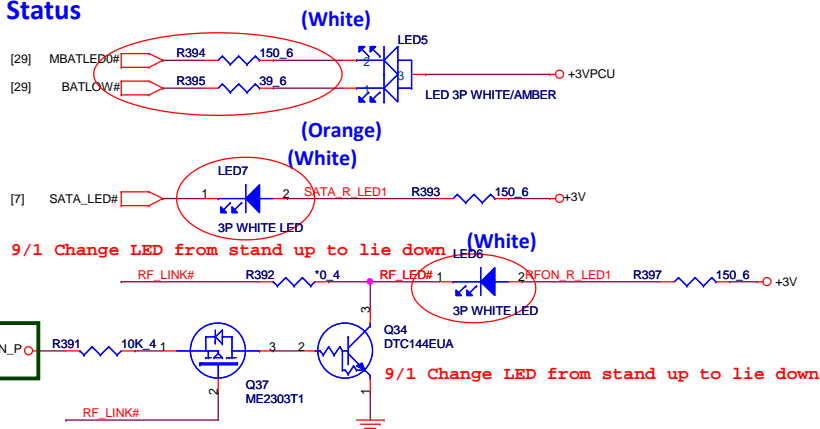 Status
(White)
LED5
[29] MBATLED0# R394 150_6 2
3 +3VPCU
[29] BATLOW# R395 39_6 1
LED 3P WHITE/AMBER
(Orange)
(White)
LED7
[7] SATA_LED# 1 2 SATA_R_LED1 R393 150_6 +3V
3P WHITE LED
9/1 Change LED from stand up to lie down
(White)
LED6
RF_LINK# R392 *0_4 RF_LED# 1 2 RFON_R_LED1 R397 150_6 +3V
3P WHITE LED
3
Q34
DTC144EUA
N_P R391 10K_4 1 3 2
9/1 Change LED from stand up to lie down
Q37
ME2303T1
2 1
RF_LINK#